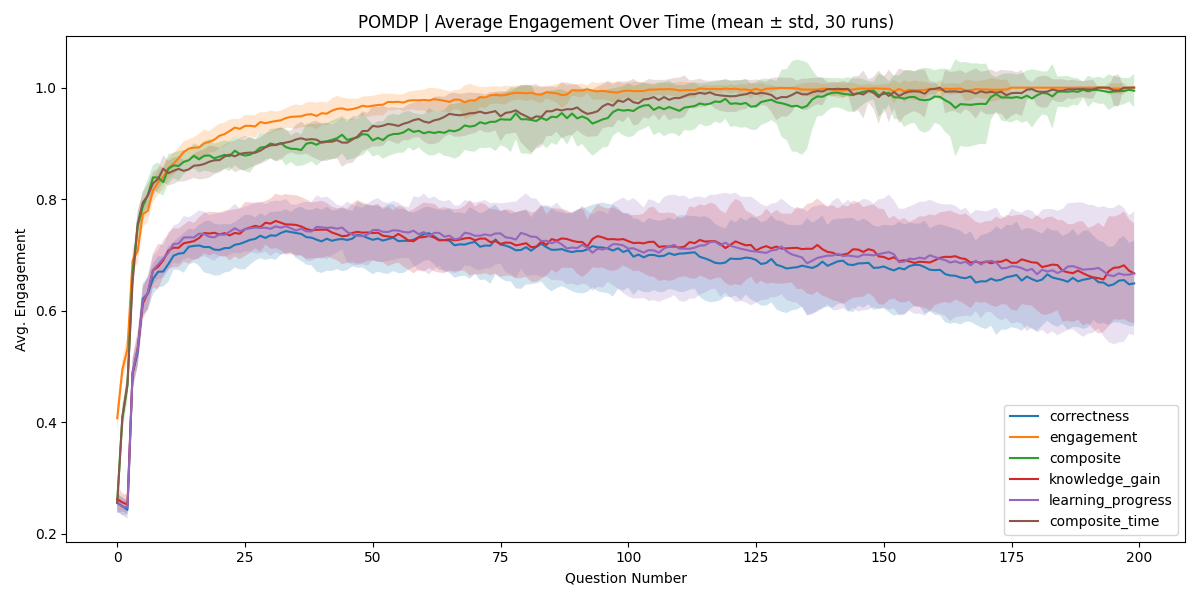 POMDP | Average Engagement Over Time (mean ± std, 30 runs)
Avg. Engagement
1.0
0.8
0.6
0.4
0.2
0 25 50 75 100 125 150 175 200
Question Number
correctness
engagement
composite
knowledge_gain
learning_progress
composite_time